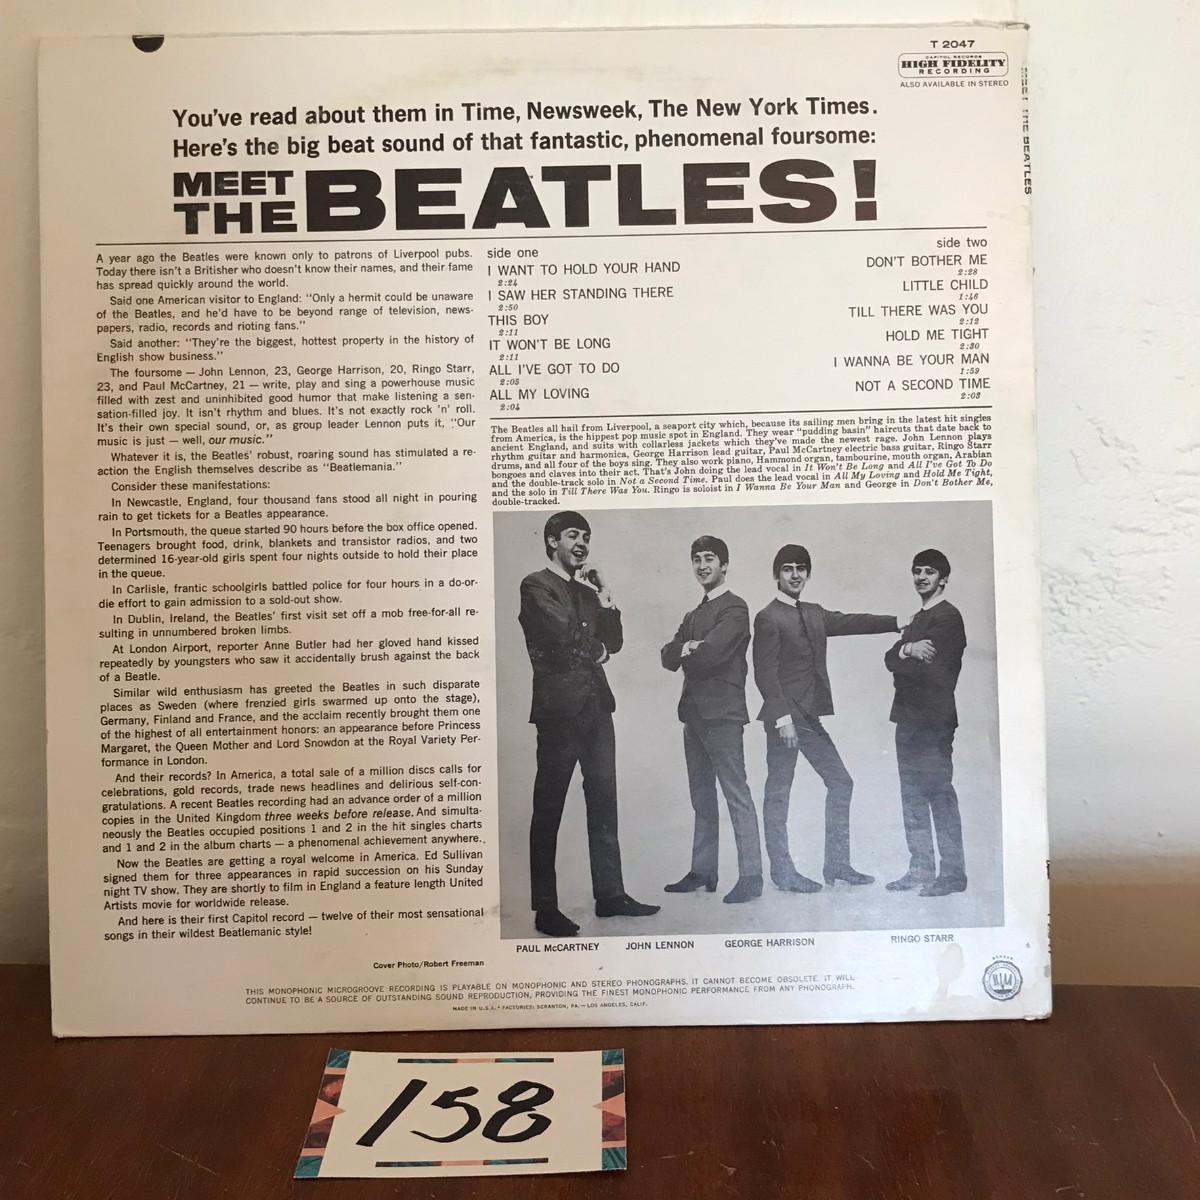 T 2047
CAPITOL RECORDS
HIGH FIDELITY
RECORDING
ALSO AVAILABLE IN STEREO
You've read about them in Time, Newsweek, The New York Times.
Here's the big beat sound of that fantastic, phenomenal foursome:
MEET THE BEATLES!
A year ago the Beatles were known only to patrons of Liverpool pubs.
Today there isn't a Britisher who doesn't know their names, and their fame
has spread quickly around the world.
Said one American visitor to England: "Only a hermit could be unaware
of the Beatles, and he'd have to be beyond range of television, news-
papers, radio, records and rioting fans."
Said another: "They're the biggest, hottest property in the history of
English show business."
The foursome — John Lennon, 23, George Harrison, 20, Ringo Starr,
23, and Paul McCartney, 21 — write, play and sing a powerhouse music
filled with zest and uninhibited good humor that make listening a sen-
sation-filled joy. It isn't rhythm and blues. It's not exactly rock 'n' roll.
It's their own special sound, or, as group leader Lennon puts it, "Our
music is just — well, our music."
Whatever it is, the Beatles' robust, roaring sound has stimulated a re-
action the English themselves describe as "Beatlemania."
Consider these manifestations:
In Newcastle, England, four thousand fans stood all night in pouring
rain to get tickets for a Beatles appearance.
In Portsmouth, the queue started 90 hours before the box office opened.
Teenagers brought food, drink, blankets and transistor radios, and two
determined 16-year-old girls spent four nights outside to hold their place
in the queue.
In Carlisle, frantic schoolgirls battled police for four hours in a do-or-
die effort to gain admission to a sold-out show.
In Dublin, Ireland, the Beatles' first visit set off a mob free-for-all re-
sulting in unnumbered broken limbs.
At London Airport, reporter Anne Butler had her gloved hand kissed
repeatedly by youngsters who saw it accidentally brush against the back
of a Beatle.
Similar wild enthusiasm has greeted the Beatles in such disparate
places as Sweden (where frenzied girls swarmed up onto the stage),
Germany, Finland and France, and the acclaim recently brought them one
of the highest of all entertainment honors: an appearance before Princess
Margaret, the Queen Mother and Lord Snowdon at the Royal Variety Per-
formance in London.
And their records? In America, a total sale of a million discs calls for
celebrations, gold records, trade news headlines and delirious self-con-
gratulations. A recent Beatles recording had an advance order of a million
copies in the United Kingdom three weeks before release. And simulta-
neously the Beatles occupied positions 1 and 2 in the hit singles charts
and 1 and 2 in the album charts — a phenomenal achievement anywhere.
Now the Beatles are getting a royal welcome in America. Ed Sullivan
signed them for three appearances in rapid succession on his Sunday
night TV show. They are shortly to film in England a feature length United
Artists movie for worldwide release.
And here is their first Capitol record — twelve of their most sensational
songs in their wildest Beatlemanic style!
Cover Photo/Robert Freeman
side one
I WANT TO HOLD YOUR HAND
2:24
I SAW HER STANDING THERE
2:50
THIS BOY
2:11
IT WON'T BE LONG
2:11
ALL I'VE GOT TO DO
2:05
ALL MY LOVING
2:04
side two
DON'T BOTHER ME
2:28
LITTLE CHILD
1:46
TILL THERE WAS YOU
2:12
HOLD ME TIGHT
2:30
I WANNA BE YOUR MAN
1:59
NOT A SECOND TIME
2:03
The Beatles all hail from Liverpool, a seaport city which, because its sailing men bring in the latest hit singles
from America, is the hippest pop music spot in England. They wear "pudding basin" haircuts that date back to
ancient England, and suits with collarless jackets which they've made the newest rage. John Lennon plays
rhythm guitar and harmonica, George Harrison lead guitar, Paul McCartney electric bass guitar, Ringo Starr
drums, and all four of the boys sing. They also work piano, Hammond organ, tambourine, mouth organ, Arabian
bongoes and claves into their act. That's John doing the lead vocal in It Won't Be Long and All I've Got To Do
and the double-track solo in Not a Second Time. Paul does the lead vocal in All My Loving and Hold Me Tight,
and the solo in Till There Was You. Ringo is soloist in I Wanna Be Your Man and George in Don't Bother Me,
double-tracked.
PAUL McCARTNEY JOHN LENNON GEORGE HARRISON RINGO STARR
THIS MONOPHONIC MICROGROOVE RECORDING IS PLAYABLE ON MONOPHONIC AND STEREO PHONOGRAPHS. IT CANNOT BECOME OBSOLETE. IT WILL
CONTINUE TO BE A SOURCE OF OUTSTANDING SOUND REPRODUCTION, PROVIDING THE FINEST MONOPHONIC PERFORMANCE FROM ANY PHONOGRAPH.
MADE IN U.S.A. • FACTORIES: SCRANTON, PA.—LOS ANGELES, CALIF.
THE BEATLES
158